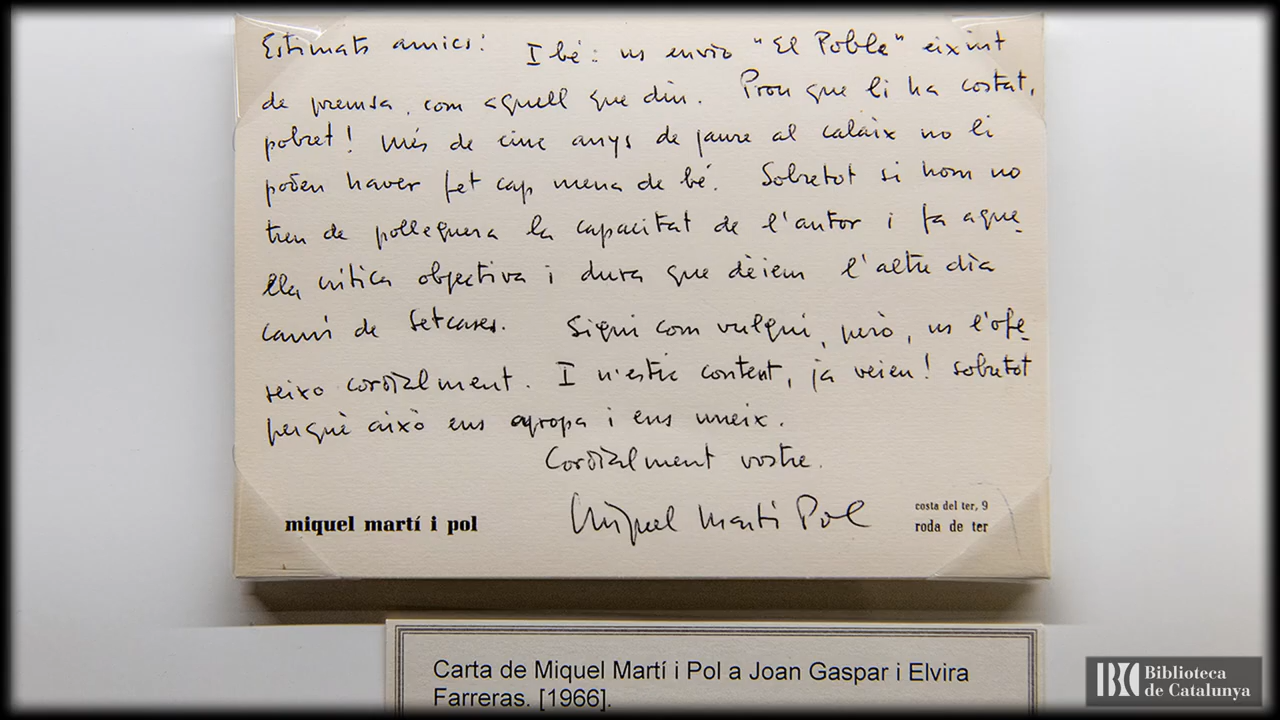 Estimats amics: I bé: us envio "El Poble" eixint
de premsa, com aquell que diu. Prou que li ha costat,
pobret! Més de cinc anys de jaure al calaix no li
poden haver fet cap mena de bé. Sobretot si hom no
treu de polleguera la capacitat de l'autor i fa aque-
lla crítica objectiva i dura que dèiem l'altre dia
camí de Setcases. Sigui com vulgui, però, us l'ofe-
reixo cordialment. I n'estic content, ja veieu! sobretot
perquè això ens apropa i ens uneix.
Cordialment vostre.
Miquel Martí Pol
miquel martí i pol
costa del ter, 9
roda de ter
Carta de Miquel Martí i Pol a Joan Gaspar i Elvira
Farreras. [1966].
BC Biblioteca
de Catalunya